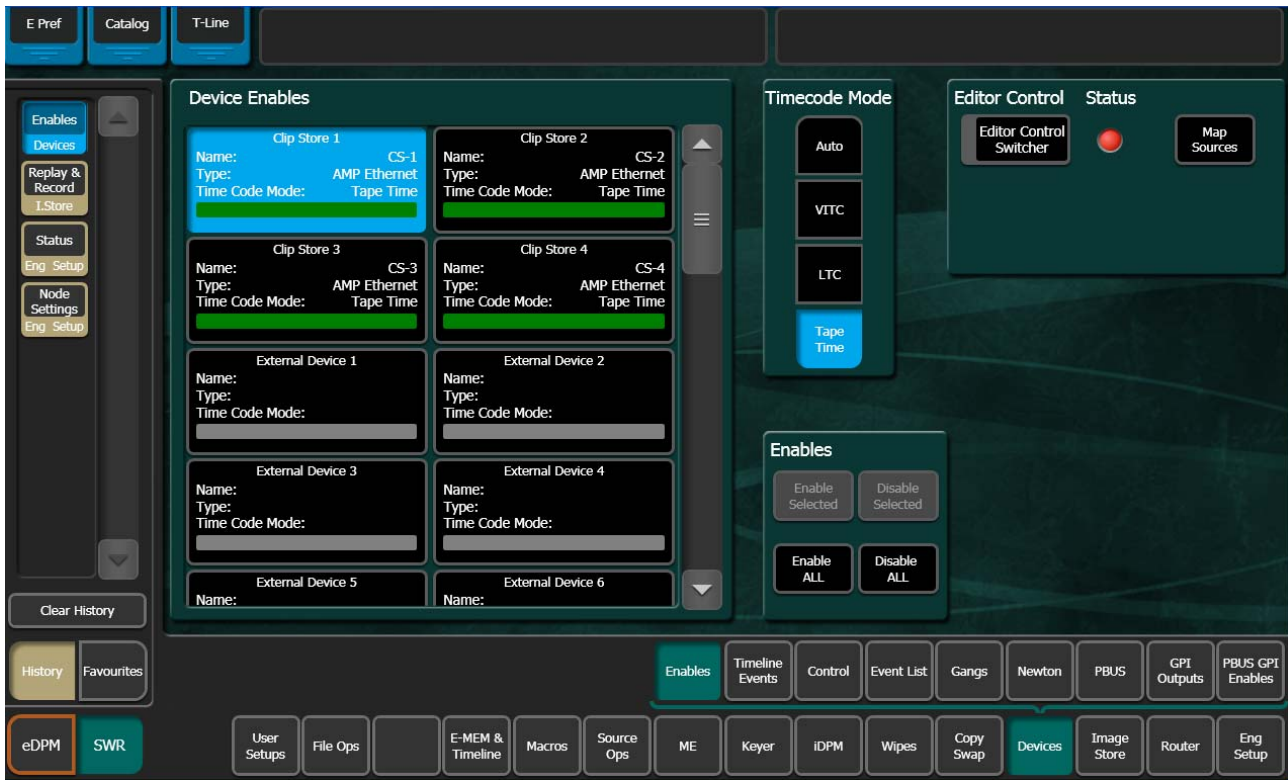 E Pref
Catalog
T-Line
Enables
Devices
Replay &
Record
I.Store
Status
Eng Setup
Node
Settings
Eng Setup
Clear History
History
Favourites
Device Enables
Clip Store 1
Name: CS-1
Type: AMP Ethernet
Time Code Mode: Tape Time
Clip Store 2
Name: CS-2
Type: AMP Ethernet
Time Code Mode: Tape Time
Clip Store 3
Name: CS-3
Type: AMP Ethernet
Time Code Mode: Tape Time
Clip Store 4
Name: CS-4
Type: AMP Ethernet
Time Code Mode: Tape Time
External Device 1
Name:
Type:
Time Code Mode:
External Device 2
Name:
Type:
Time Code Mode:
External Device 3
Name:
Type:
Time Code Mode:
External Device 4
Name:
Type:
Time Code Mode:
External Device 5
Name:
External Device 6
Name:
Timecode Mode
Auto
VITC
LTC
Tape
Time
Editor Control
Status
Editor Control
Switcher
Map
Sources
Enables
Enable
Selected
Disable
Selected
Enable
ALL
Disable
ALL
Enables
Timeline
Events
Control
Event List
Gangs
Newton
PBUS
GPI
Outputs
PBUS GPI
Enables
eDPM
SWR
User
Setups
File Ops
E-MEM &
Timeline
Macros
Source
Ops
ME
Keyer
iDPM
Wipes
Copy
Swap
Devices
Image
Store
Router
Eng
Setup